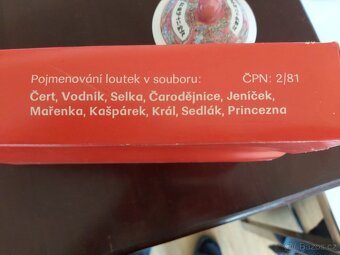 Pojmenování loutek v souboru: ČPN: 2/81
Čert, Vodník, Selka, Čarodějnice, Jeníček,
Mařenka, Kašpárek, Král, Sedlák, Princezna